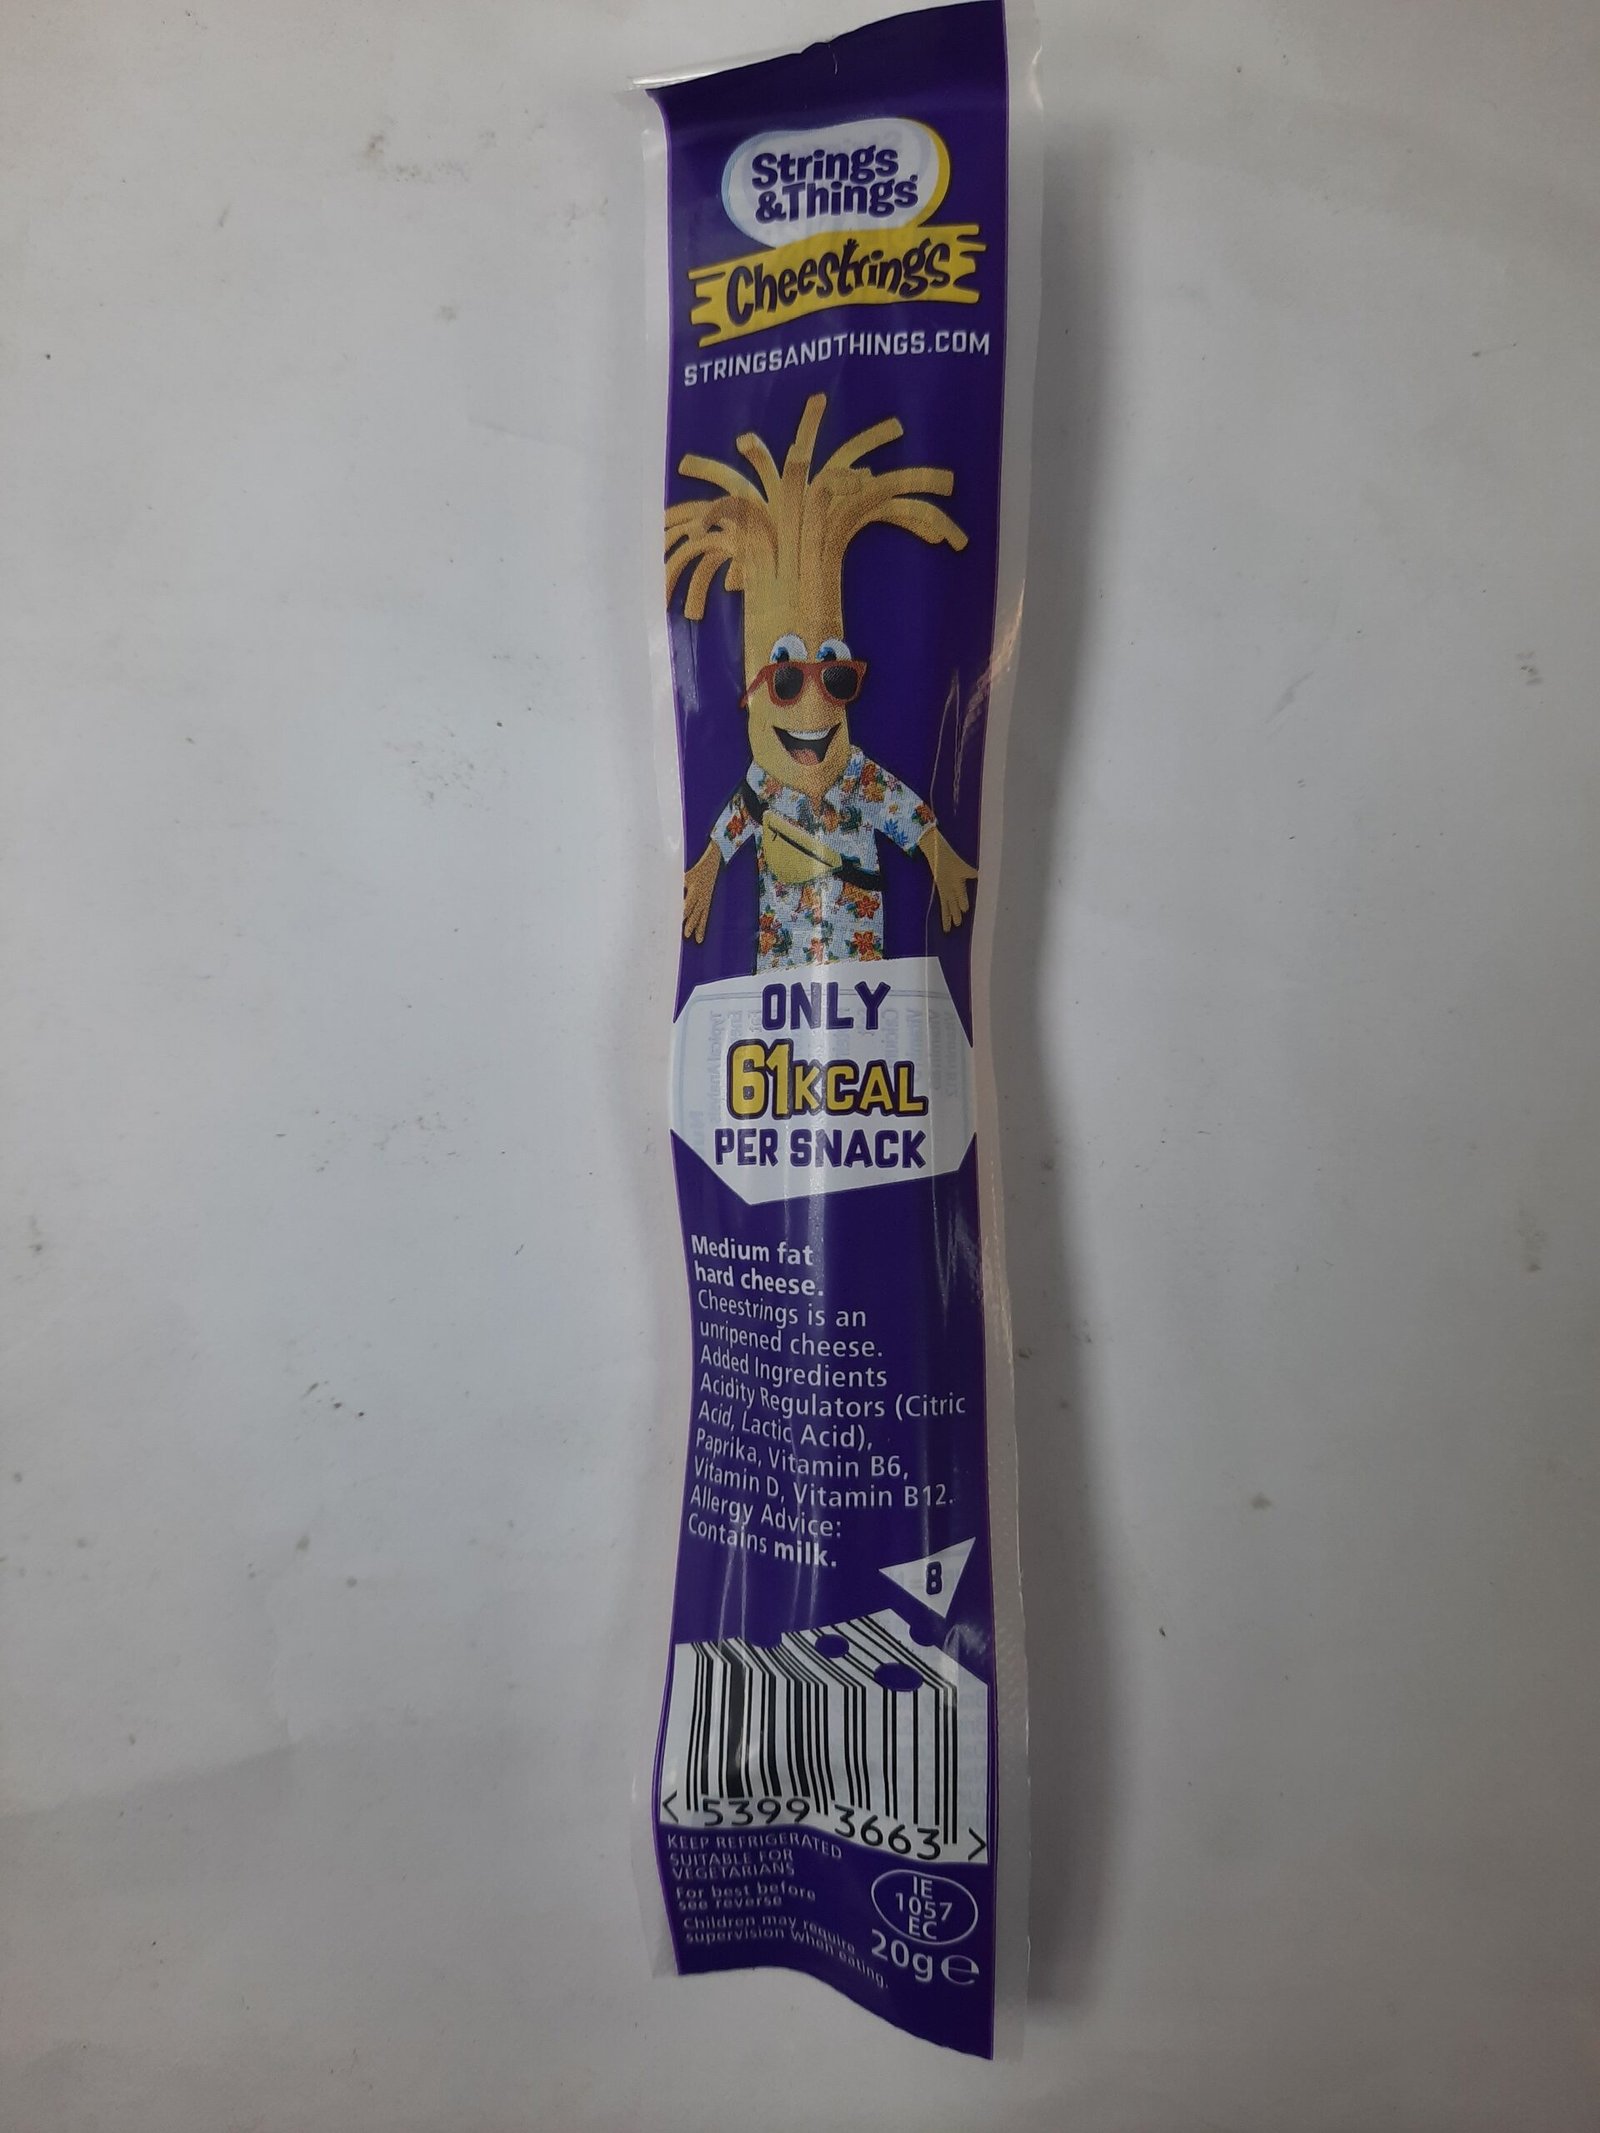 Strings
&Things
Cheestrings
STRINGSANDTHINGS.COM
ONLY
61KCAL
PER SNACK
Medium fat
hard cheese.
Cheestrings is an
unripened cheese.
Added Ingredients
Acidity Regulators (Citric
Acid, Lactic Acid),
Paprika, Vitamin B6,
Vitamin D, Vitamin B12.
Allergy Advice:
Contains milk.
8
< 5399 3663 >
KEEP REFRIGERATED
SUITABLE FOR
VEGETARIANS
For best before
see reverse
Children may require
supervision when eating.
IE
1057
EC
20g e